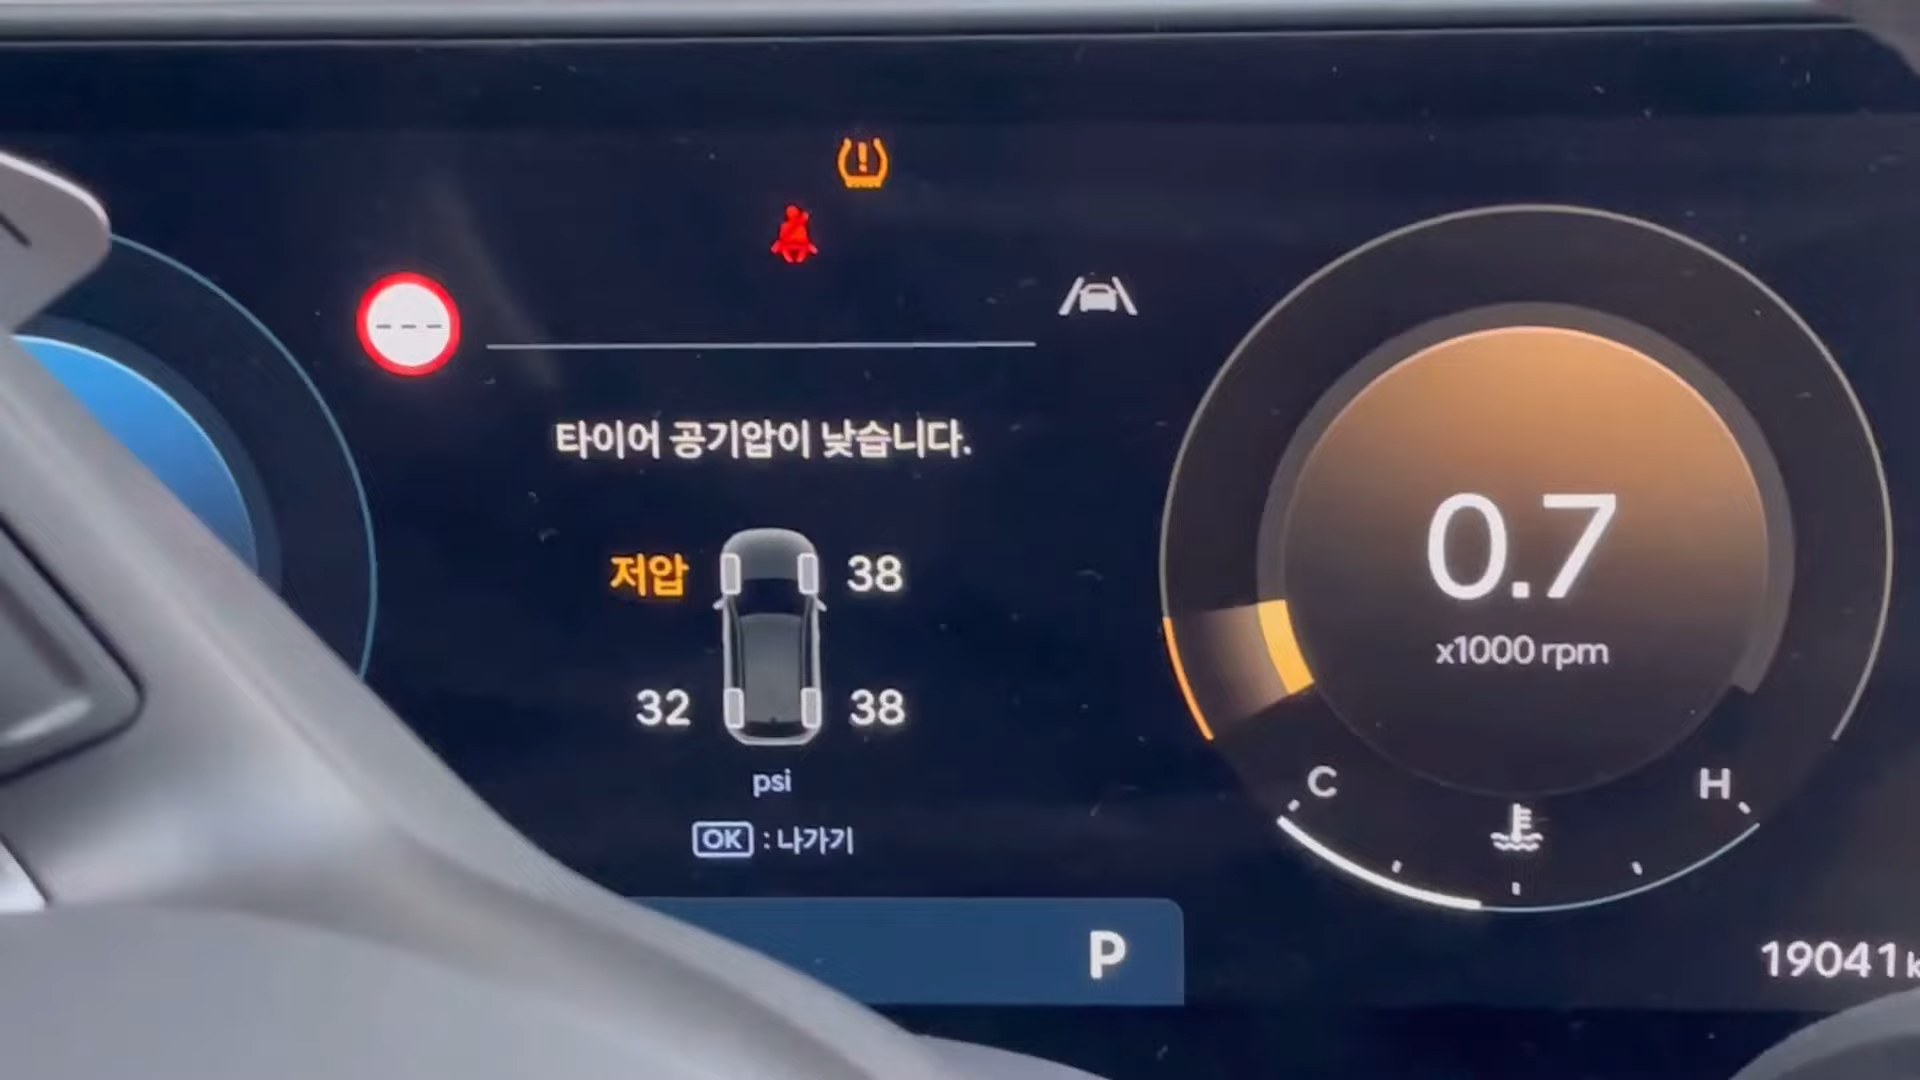 타이어 공기압이 낮습니다.
저압 38
32 38
psi
OK : 나가기
P
0.7
x1000 rpm
C H
19041